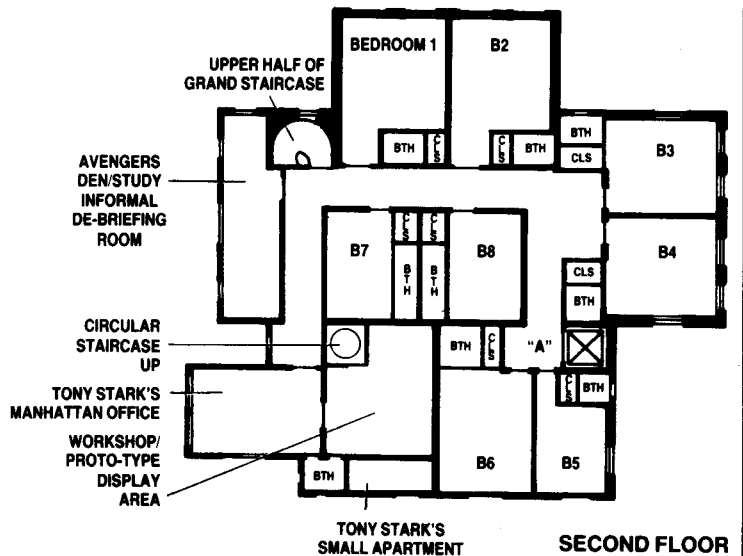 BEDROOM 1
B2
UPPER HALF OF
GRAND STAIRCASE
BTH
CLS
CLS
BTH
BTH
CLS
B3
AVENGERS
DEN/STUDY
INFORMAL
DE-BRIEFING
ROOM
B7
CLS
CLS
BTH
BTH
B8
B4
CLS
BTH
CIRCULAR
STAIRCASE
UP
BTH
CLS
"A"
TONY STARK'S
MANHATTAN OFFICE
CLS
BTH
WORKSHOP/
PROTO-TYPE
DISPLAY
AREA
BTH
B6
B5
TONY STARK'S
SMALL APARTMENT
SECOND FLOOR